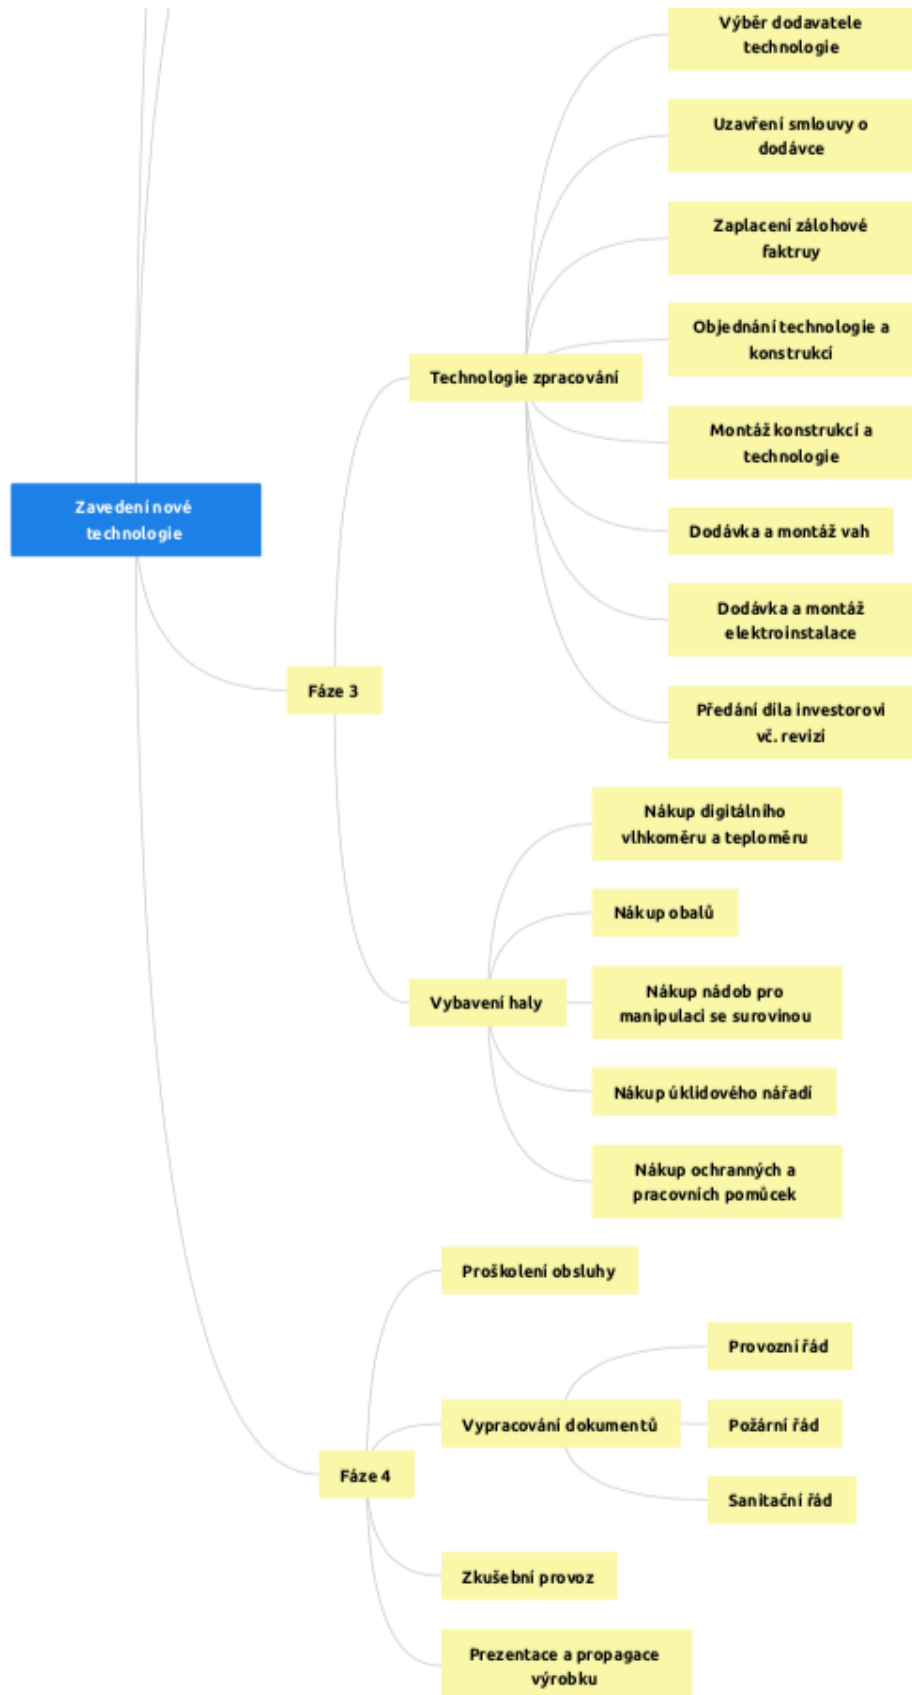 Výběr dodavatele
technologie
Uzavření smlouvy o
dodávce
Zaplacení zálohové
faktruy
Objednání technologie a
konstrukcí
Technologie zpracování
Montáž konstrukcí a
technologie
Zavedení nové
technologie
Dodávka a montáž vah
Dodávka a montáž
elektroinstalace
Fáze 3
Předání díla investorovi
vč. revizí
Nákup digitálního
vlhkoměru a teploměru
Nákup obalů
Vybavení haly
Nákup nádob pro
manipulaci se surovinou
Nákup úklidového nářadí
Nákup ochranných a
pracovních pomůcek
Proškolení obsluhy
Provozní řád
Vypracování dokumentů
Požární řád
Fáze 4
Sanitační řád
Zkušební provoz
Prezentace a propagace
výrobku